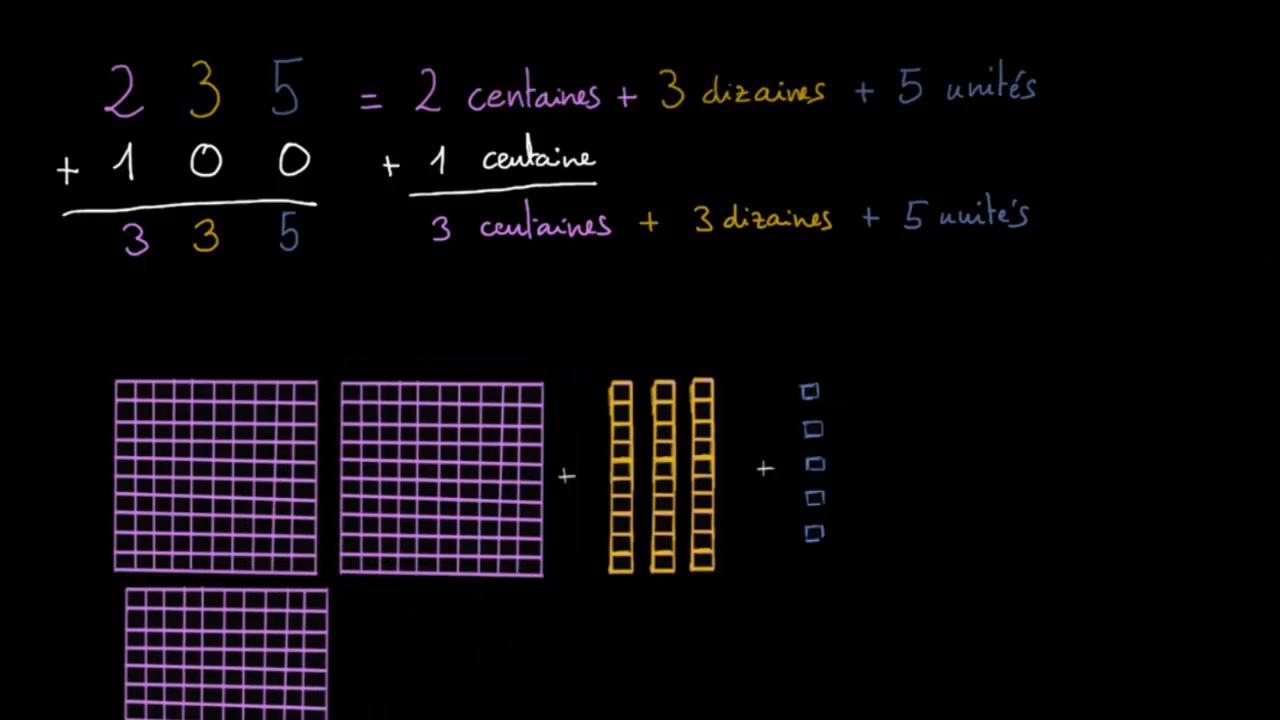 2 3 5 = 2 centaines + 3 dizaines + 5 unités
+ 1 0 0 + 1 centaine
3 3 5 3 centaines + 3 dizaines + 5 unités
+ +